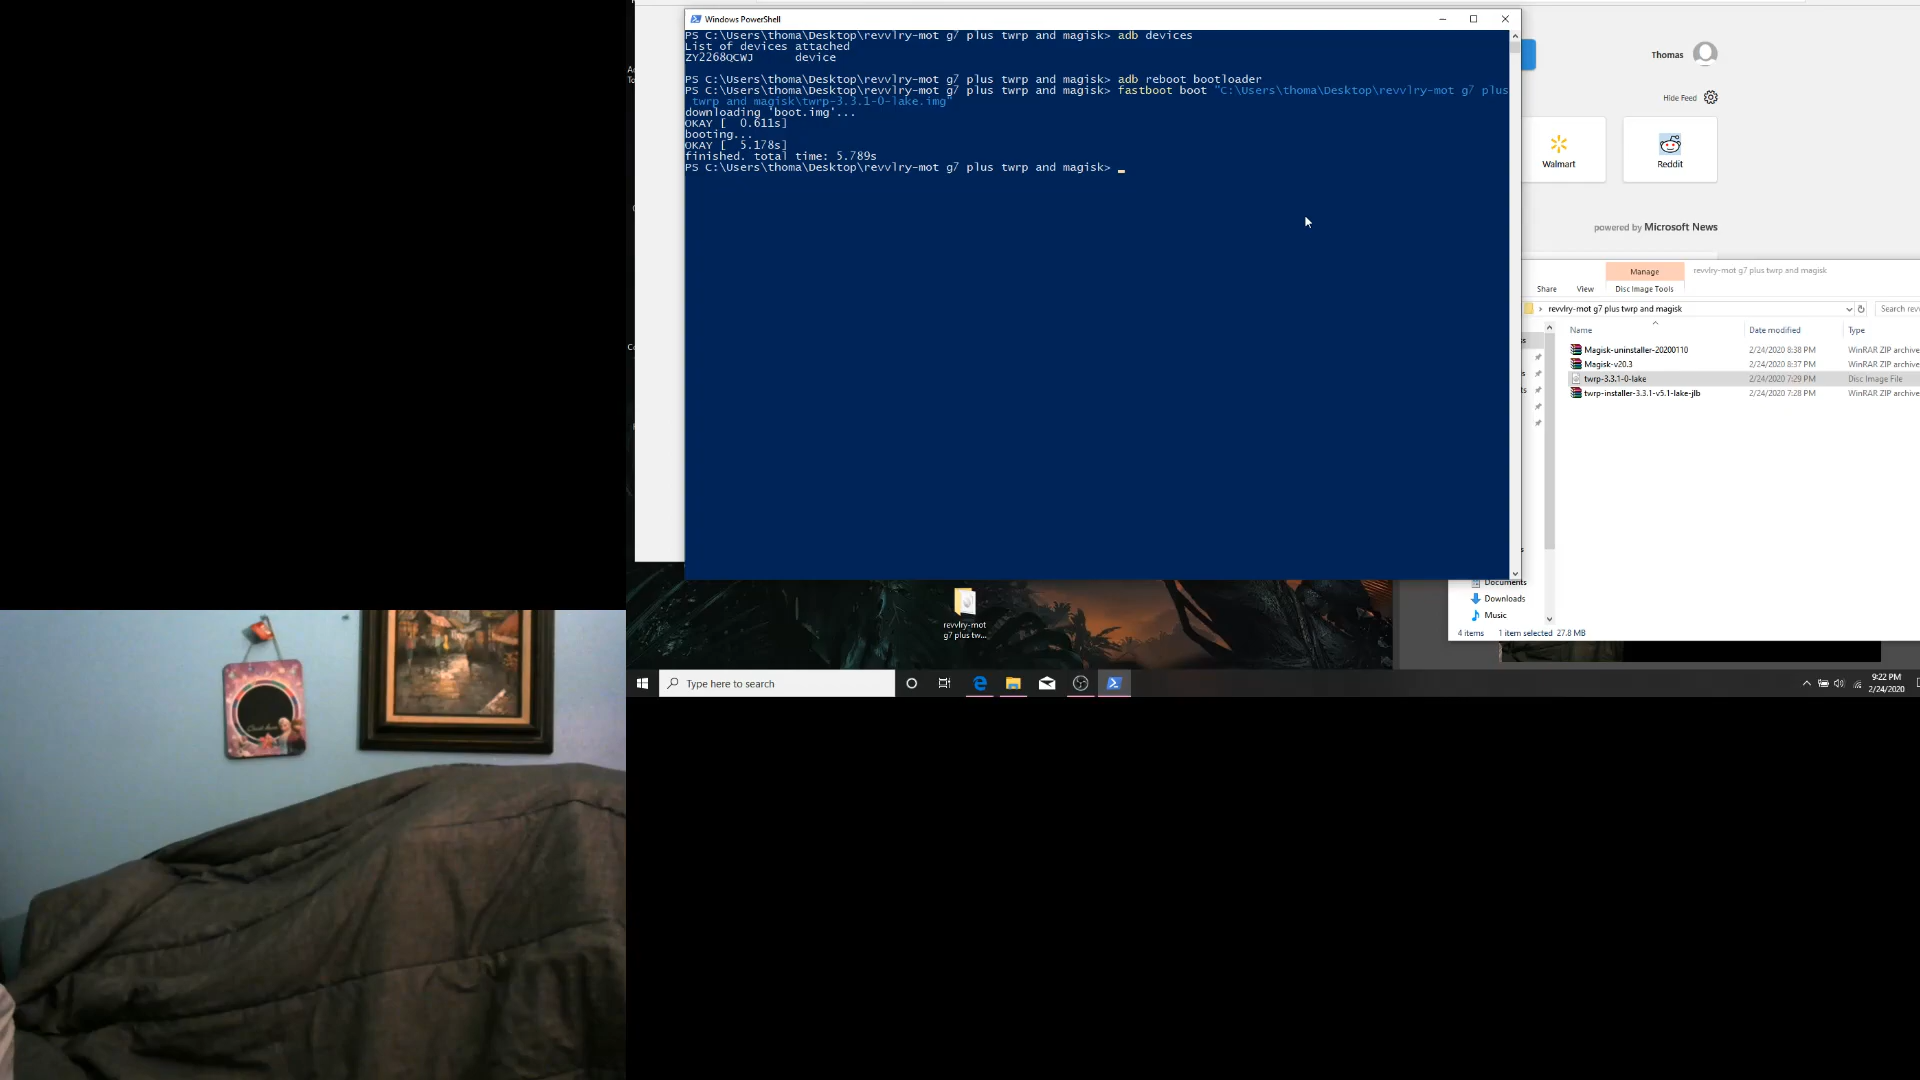 Windows PowerShell
PS C:\Users\thoma\Desktop\revvlry-mot g7 plus twrp and magisk> adb devices
List of devices attached
ZY2268QCWJ device
PS C:\Users\thoma\Desktop\revvlry-mot g7 plus twrp and magisk> adb reboot bootloader
PS C:\Users\thoma\Desktop\revvlry-mot g7 plus twrp and magisk> fastboot boot "C:\Users\thoma\Desktop\revvlry-mot g7 plus
twrp and magisk\twrp-3.3.1-0-lake.img"
downloading 'boot.img'...
OKAY [ 0.611s]
booting...
OKAY [ 5.178s]
finished. total time: 5.789s
PS C:\Users\thoma\Desktop\revvlry-mot g7 plus twrp and magisk> _
Thomas
Hide Feed
Walmart
Reddit
powered by Microsoft News
Manage
revvlry-mot g7 plus twrp and magisk
Share View Disc Image Tools
revvlry-mot g7 plus twrp and magisk
Search revv
Name Date modified Type
Magisk-uninstaller-20200110 2/24/2020 8:38 PM WinRAR ZIP archive
Magisk-v20.3 2/24/2020 8:37 PM WinRAR ZIP archive
twrp-3.3.1-0-lake 2/24/2020 7:29 PM Disc Image File
twrp-installer-3.3.1-v5.1-lake-jlb 2/24/2020 7:28 PM WinRAR ZIP archive
Documents
Downloads
Music
4 items 1 item selected 27.8 MB
revvlry-mot
g7 plus tw...
Type here to search
9:22 PM
2/24/2020